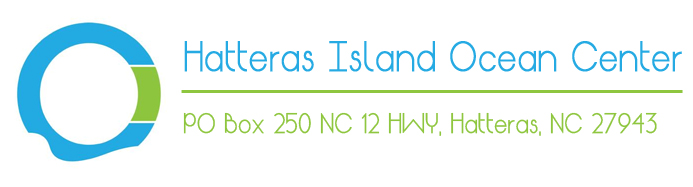 Hatteras Island Ocean Center
PO Box 250 NC 12 HWY, Hatteras, NC 27943